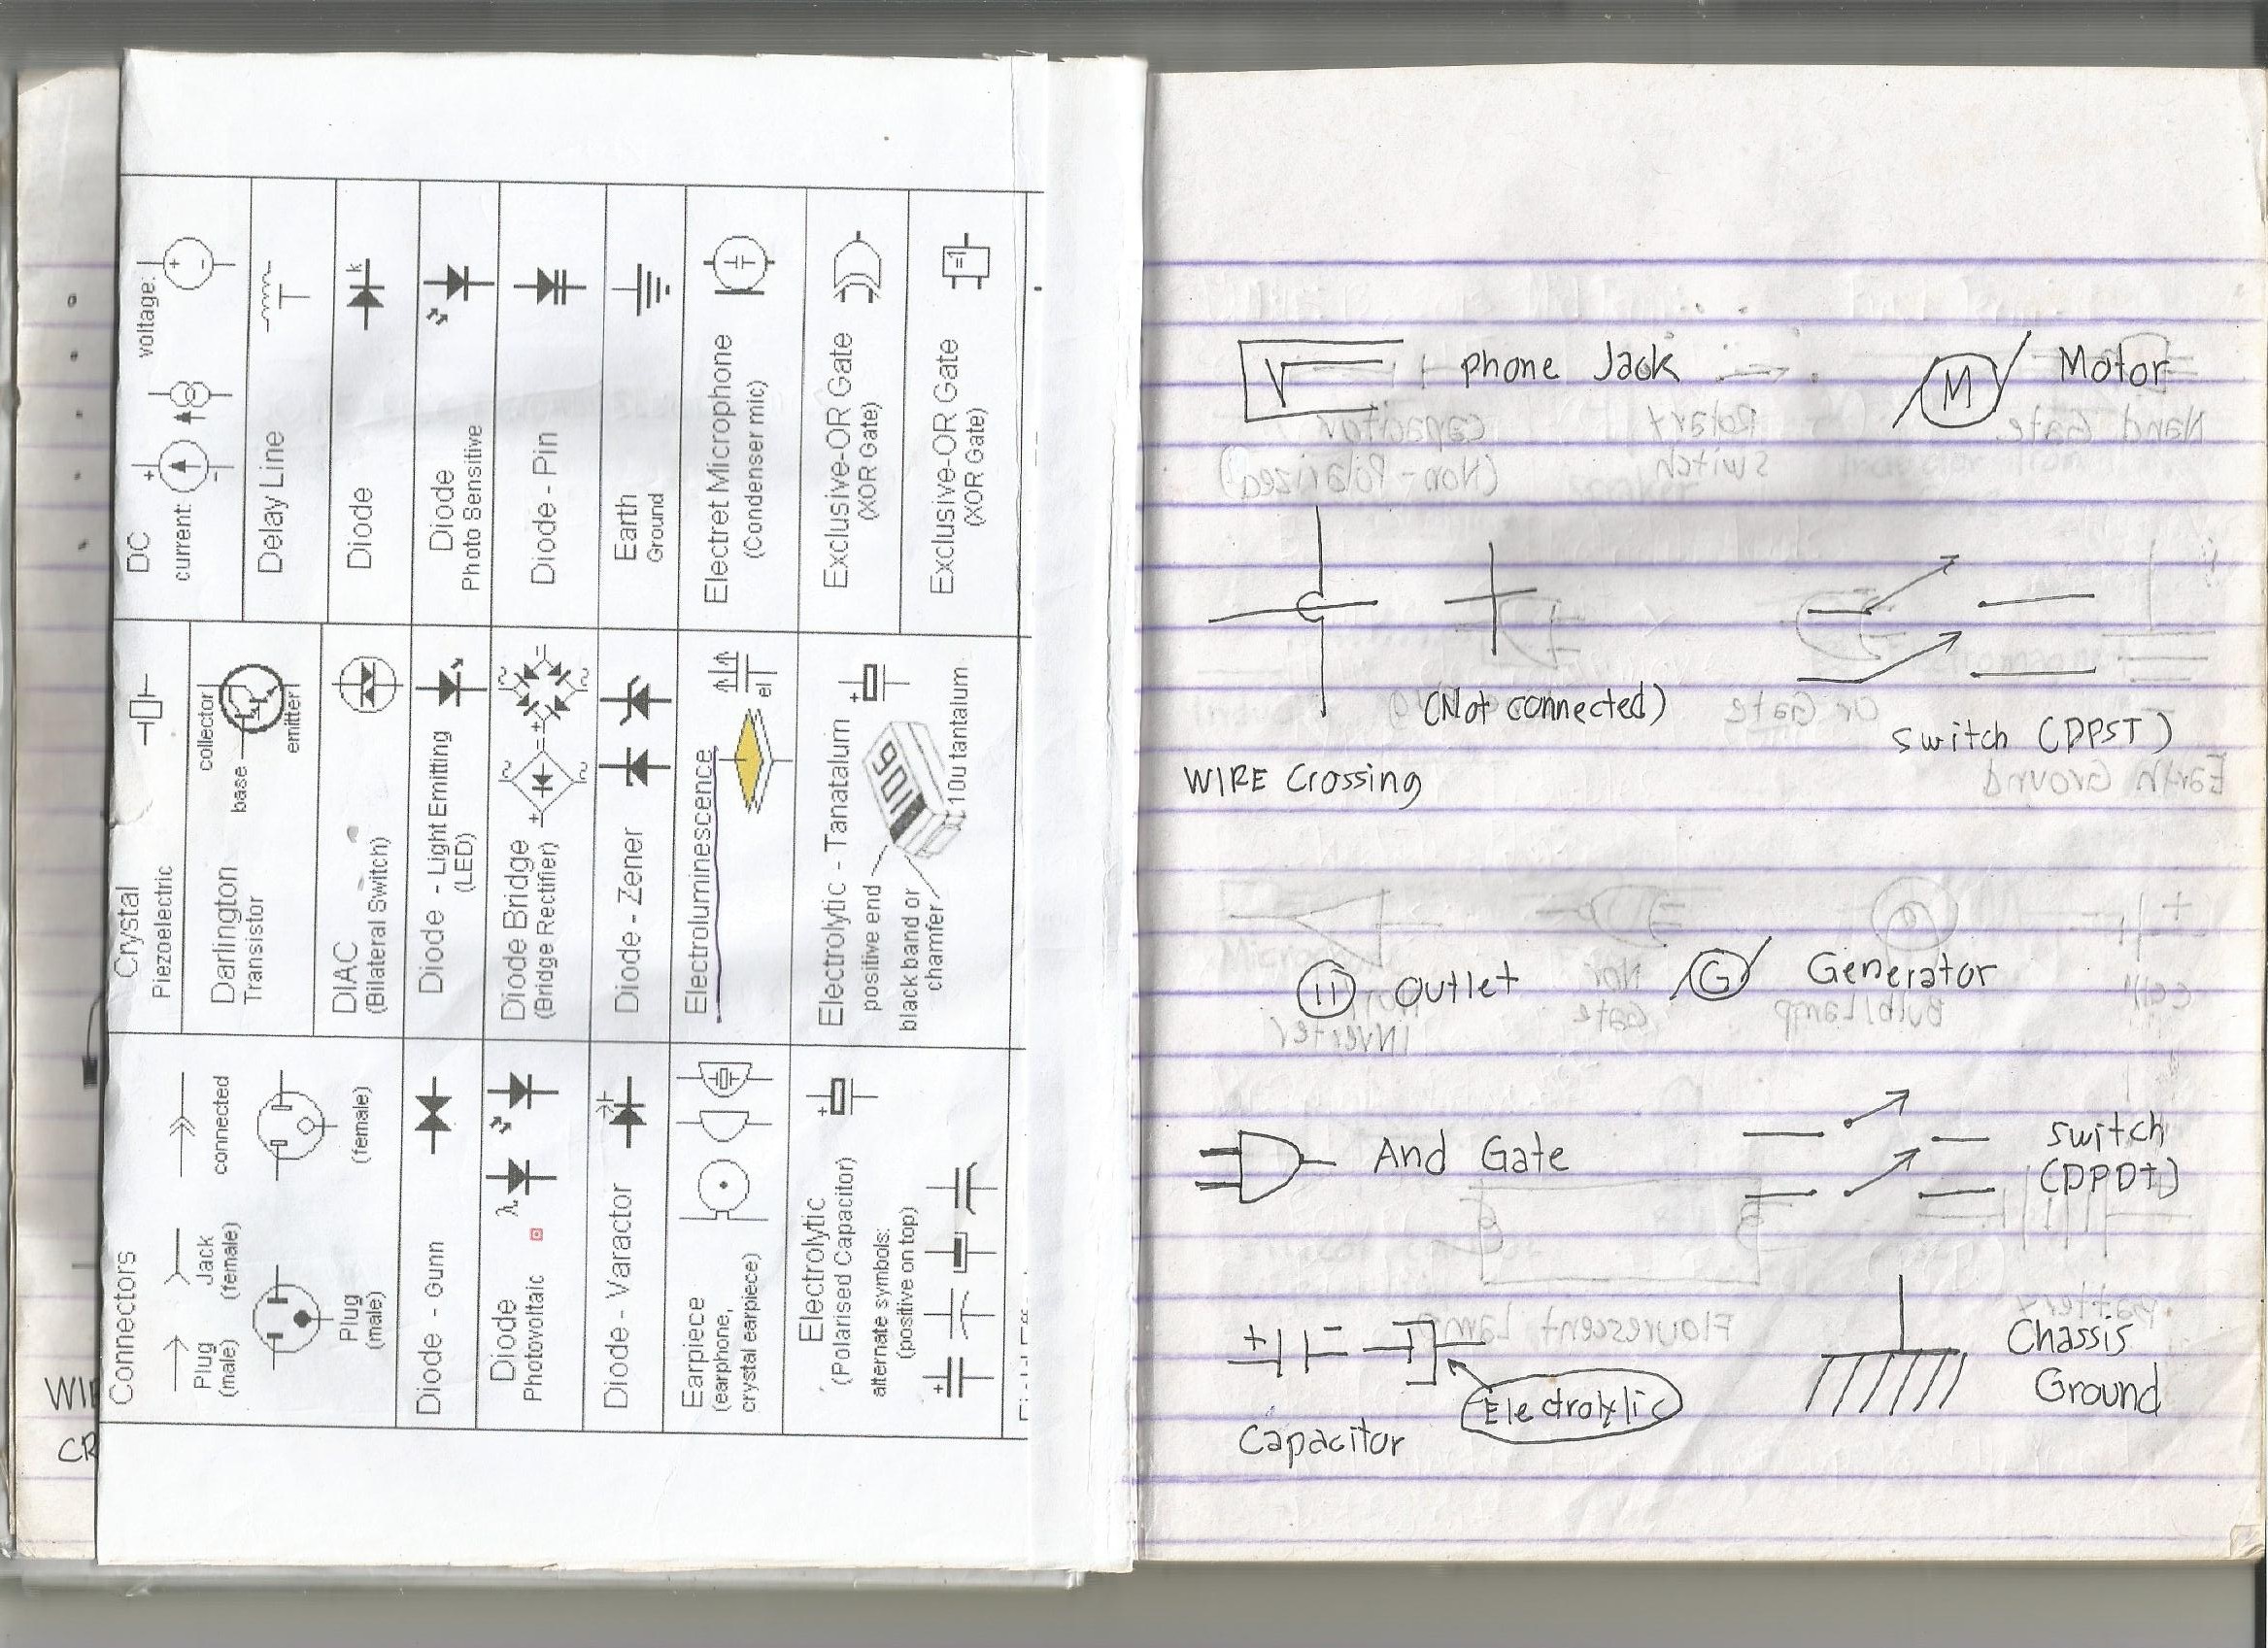 Connectors
Plug
(male)
Jack
(female)
connected
Plug
(male)
(female)
Crystal
Piezoelectric
DC
current:
voltage:
+
-
+
-
Darlington
Transistor
collector
base
emitter
Delay Line
DIAC
(Bilateral Switch)
Diode
k
Diode - Gunn
Diode - Light Emitting
(LED)
Diode
Photo Sensitive
Diode
Photovoltaic
λ
Diode Bridge
(Bridge Rectifier)
Diode - Pin
Diode - Varactor
Diode - Zener
Earth
Ground
Earpiece
(earphone,
crystal earpiece)
Electroluminescence
el
Electret Microphone
(Condenser mic)
Electrolytic
(Polarised Capacitor)
alternate symbols:
(positive on top)
Electrolytic - Tanatalum
positive end
black band or
chamfer
106
10u tantalum
Exclusive-OR Gate
(XOR Gate)
Exclusive-OR Gate
(XOR Gate)
=1
WI
CR
Phone Jack
M Motor
(Not connected)
Switch (DPST)
WIRE Crossing
Outlet
G Generator
And Gate
Switch
(DPDT)
+ -
Electrolylic
Capacitor
Chassis
Ground